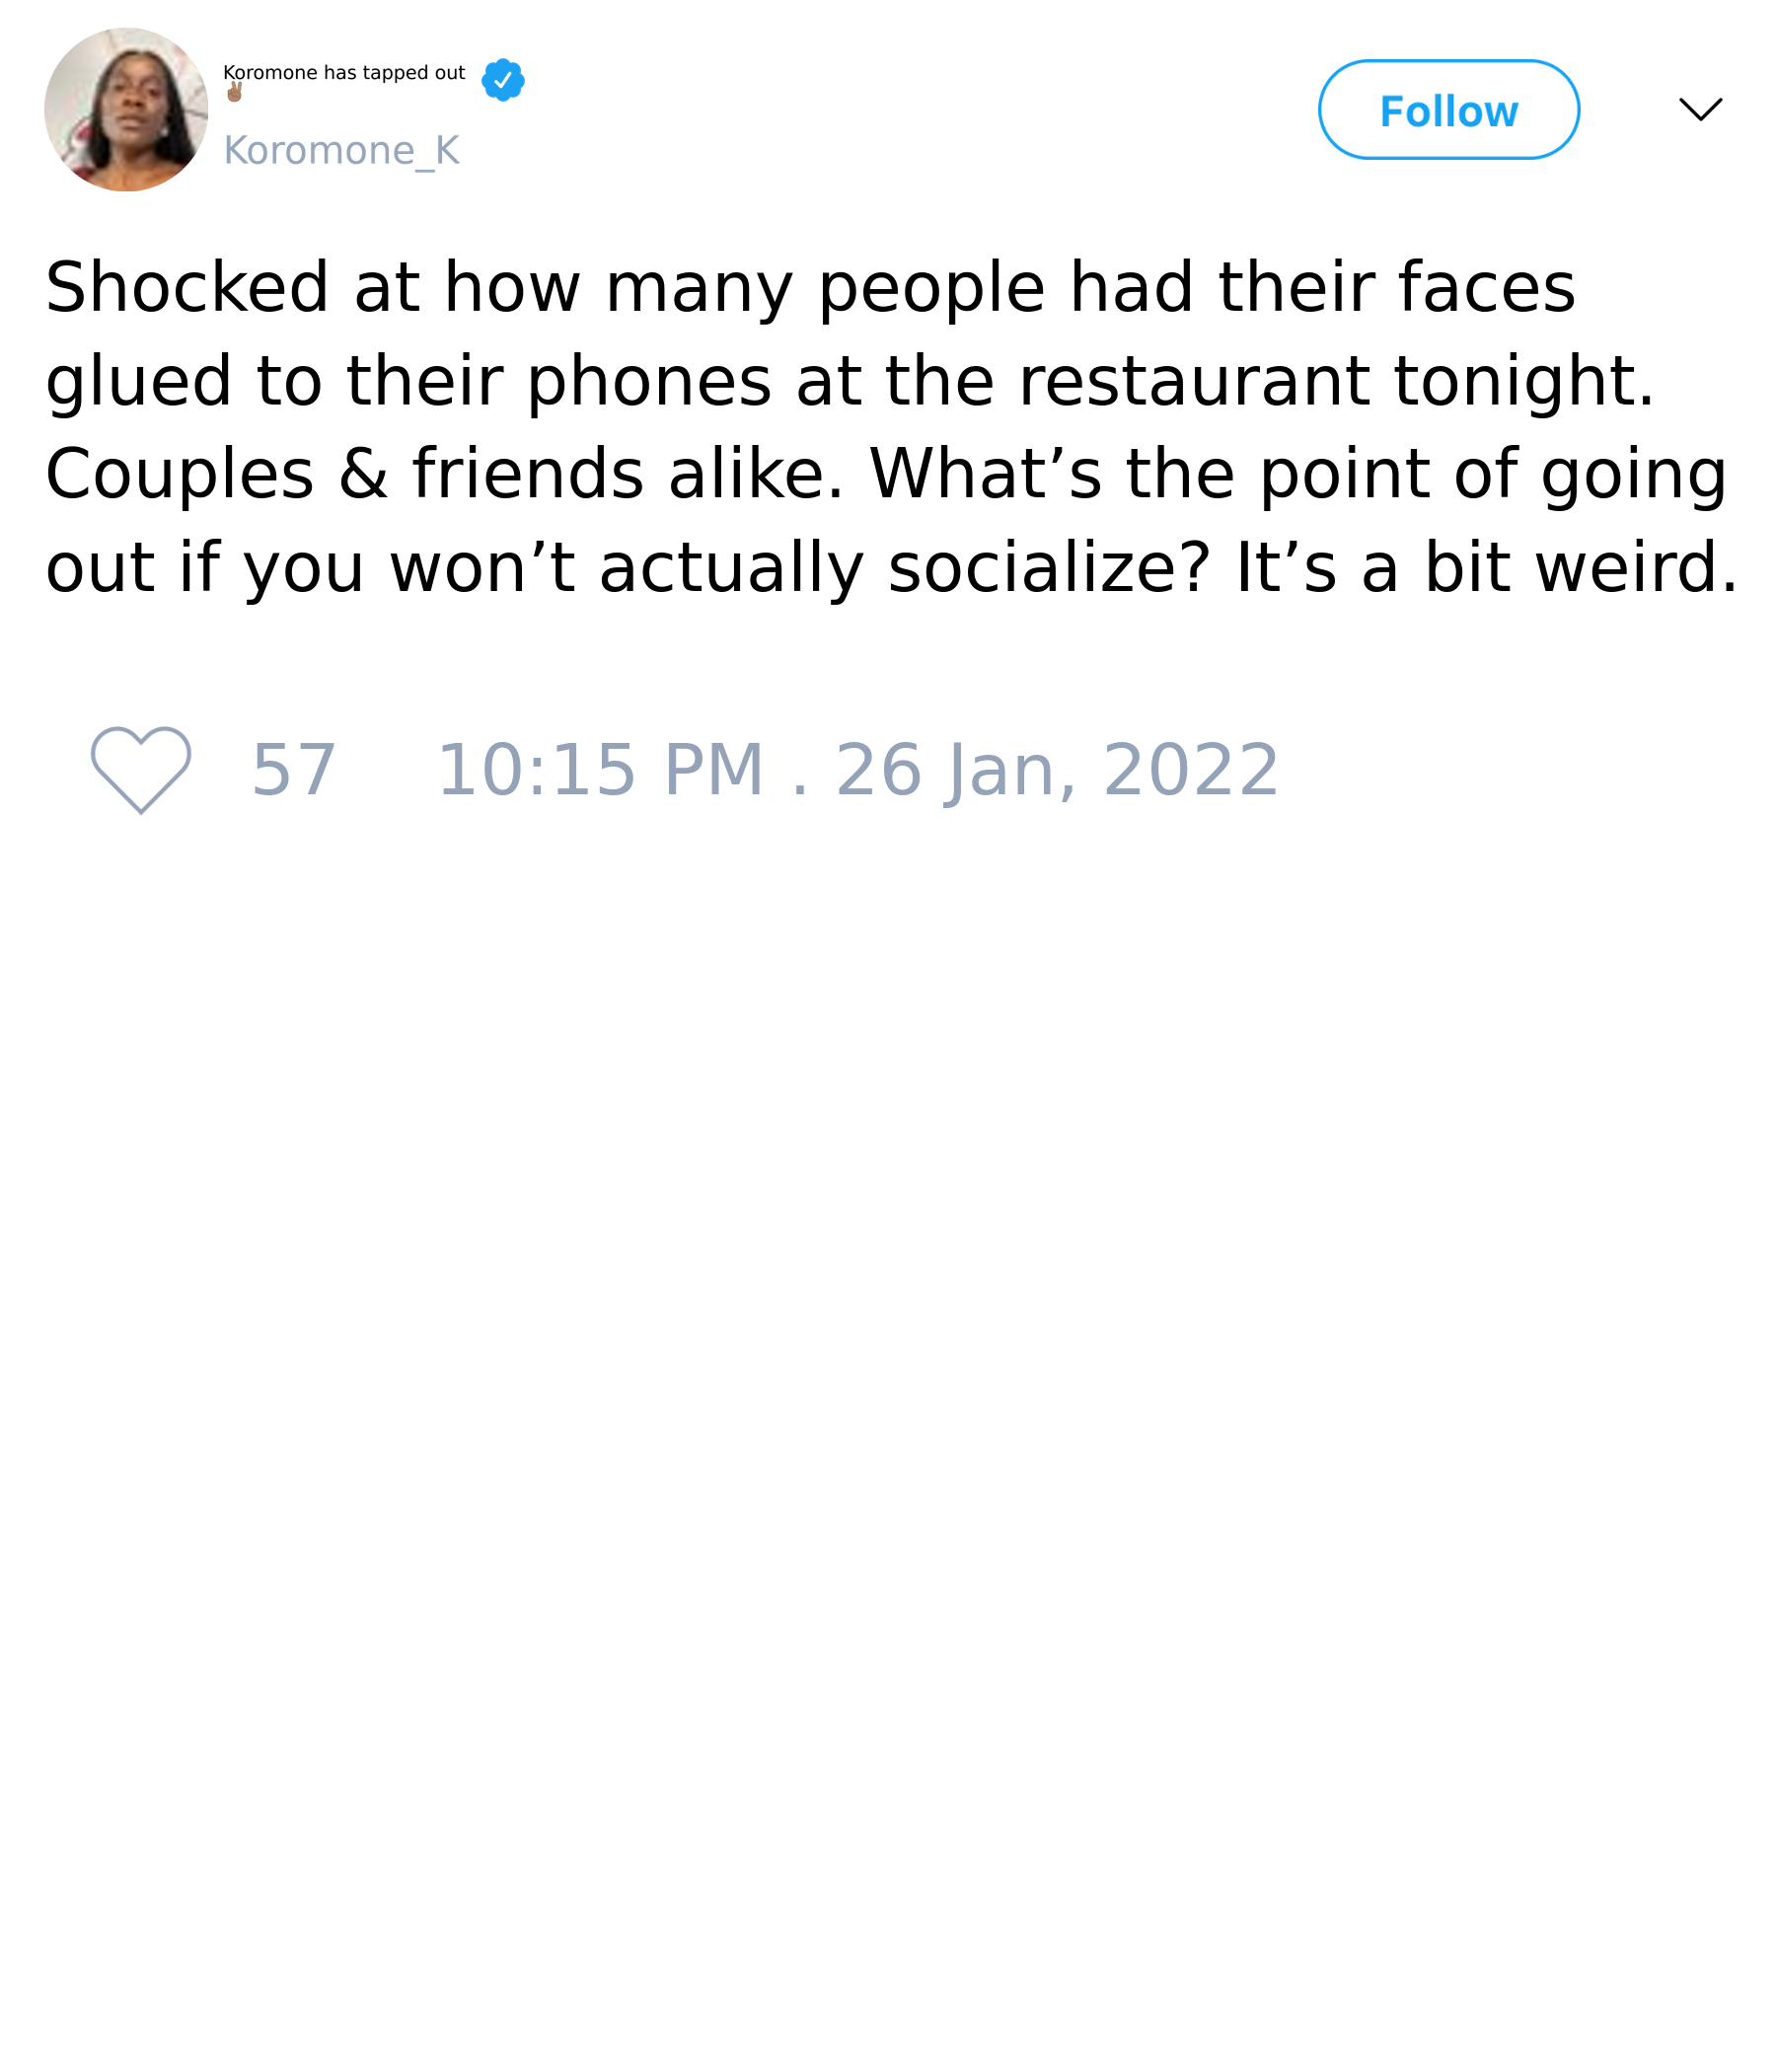 Koromone has tapped out
✌🏽
Koromone_K
Follow
Shocked at how many people had their faces
glued to their phones at the restaurant tonight.
Couples & friends alike. What’s the point of going
out if you won’t actually socialize? It’s a bit weird.
57 10:15 PM . 26 Jan, 2022